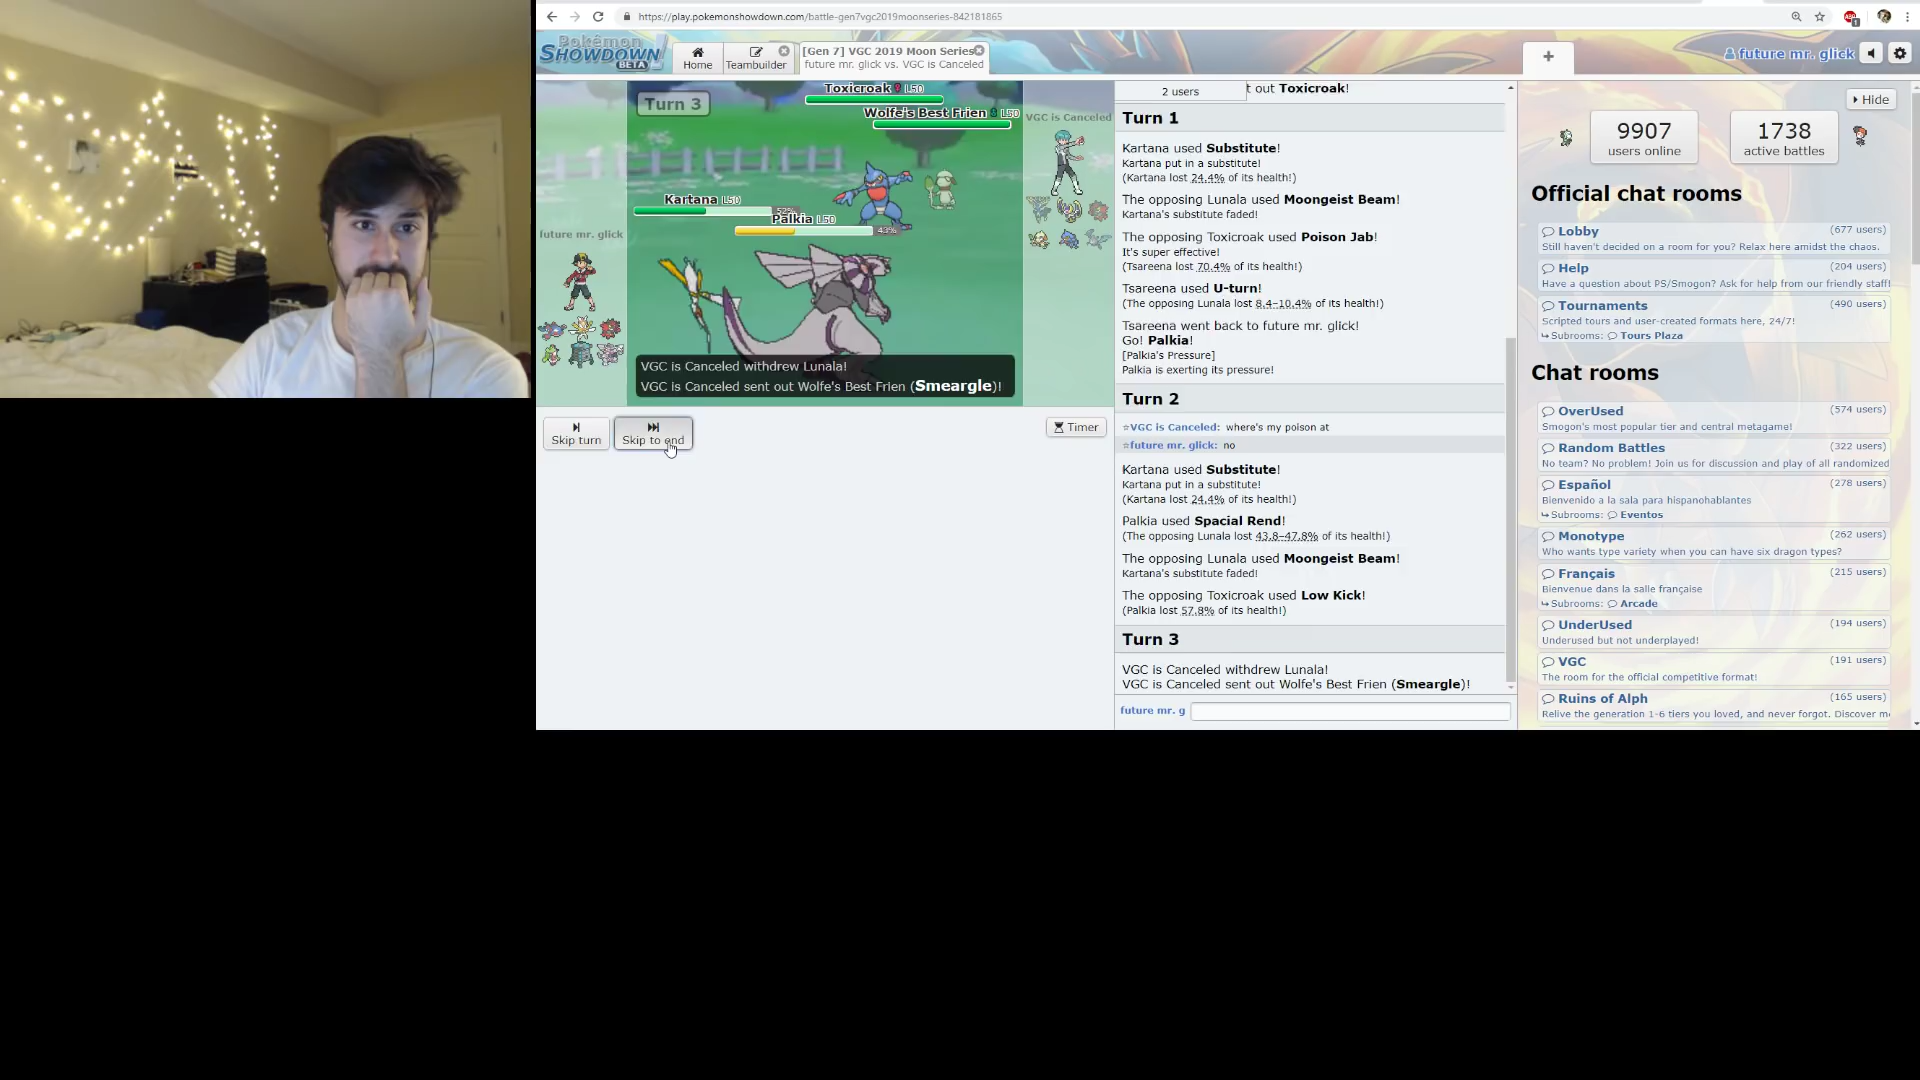 https://play.pokemonshowdown.com/battle-gen7vgc2019moonseries-842181865
Pokémon
SHOWDOWN
BETA
Home
Teambuilder
[Gen 7] VGC 2019 Moon Series
future mr. glick vs. VGC is Canceled
+
future mr. glick
Turn 3
Toxicroak L50
Wolfe's Best Frien L50
VGC is Canceled
Kartana L50
Palkia L50
43%
future mr. glick
VGC is Canceled withdrew Lunala!
VGC is Canceled sent out Wolfe's Best Frien (Smeargle)!
Skip turn
Skip to end
Timer
2 users
t out Toxicroak!
Turn 1
Kartana used Substitute!
Kartana put in a substitute!
(Kartana lost 24.4% of its health!)
The opposing Lunala used Moongeist Beam!
Kartana's substitute faded!
The opposing Toxicroak used Poison Jab!
It's super effective!
(Tsareena lost 70.4% of its health!)
Tsareena used U-turn!
(The opposing Lunala lost 8.4–10.4% of its health!)
Tsareena went back to future mr. glick!
Go! Palkia!
[Palkia's Pressure]
Palkia is exerting its pressure!
Turn 2
☆VGC is Canceled: where's my poison at
☆future mr. glick: no
Kartana used Substitute!
Kartana put in a substitute!
(Kartana lost 24.4% of its health!)
Palkia used Spacial Rend!
(The opposing Lunala lost 43.8–47.8% of its health!)
The opposing Lunala used Moongeist Beam!
Kartana's substitute faded!
The opposing Toxicroak used Low Kick!
(Palkia lost 57.8% of its health!)
Turn 3
VGC is Canceled withdrew Lunala!
VGC is Canceled sent out Wolfe's Best Frien (Smeargle)!
future mr. g
Hide
9907
users online
1738
active battles
Official chat rooms
Lobby (677 users)
Still haven't decided on a room for you? Relax here amidst the chaos.
Help (204 users)
Have a question about PS/Smogon? Ask for help from our friendly staff!
Tournaments (490 users)
Scripted tours and user-created formats here, 24/7!
Subrooms: Tours Plaza
Chat rooms
OverUsed (574 users)
Smogon's most popular tier and central metagame!
Random Battles (322 users)
No team? No problem! Join us for discussion and play of all randomized
Español (278 users)
Bienvenido a la sala para hispanohablantes
Subrooms: Eventos
Monotype (262 users)
Who wants type variety when you can have six dragon types?
Français (215 users)
Bienvenue dans la salle française
Subrooms: Arcade
UnderUsed (194 users)
Underused but not underplayed!
VGC (191 users)
The room for the official competitive format!
Ruins of Alph (165 users)
Relive the generation 1-6 tiers you loved, and never forgot. Discover m